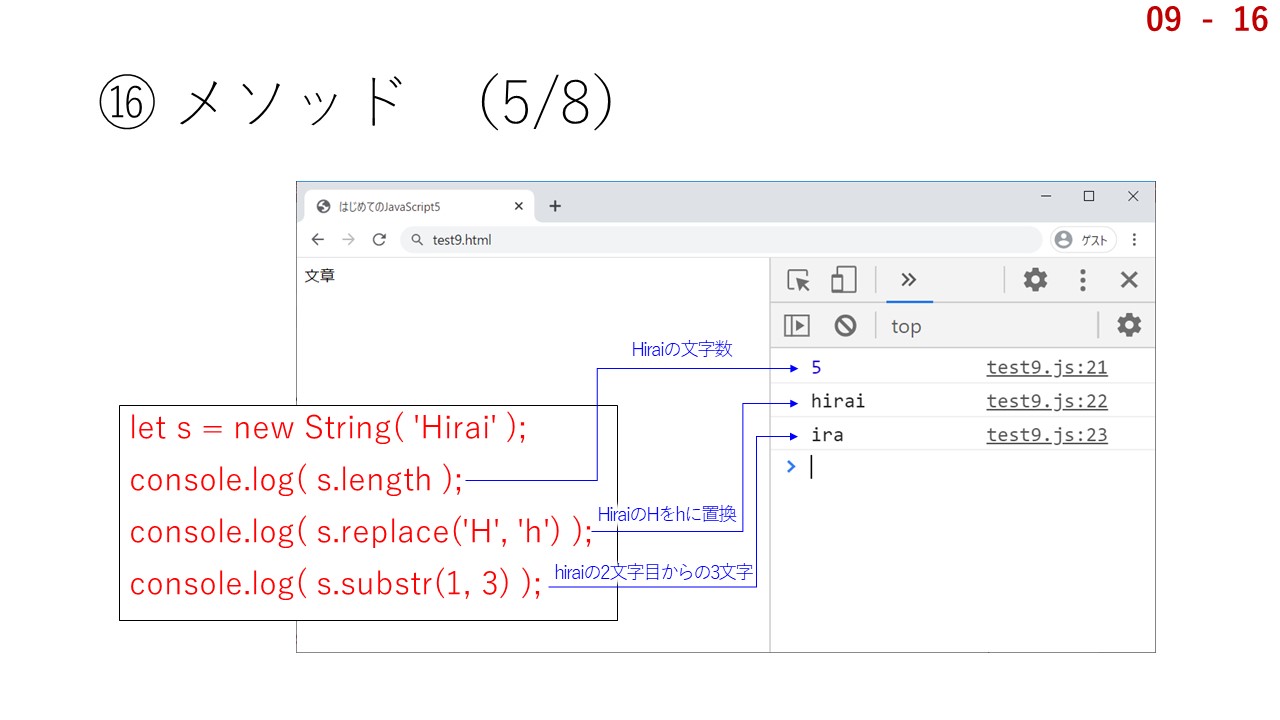 09 - 16
⑯ メソッド (5/8)
はじめてのJavaScript5
test9.html
ゲスト
文章
top
Hiraiの文字数
5 test9.js:21
hirai test9.js:22
ira test9.js:23
let s = new String( 'Hirai' );
console.log( s.length );
HiraiのHをhに置換
console.log( s.replace('H', 'h') );
hiraiの2文字目からの3文字
console.log( s.substr(1, 3) );